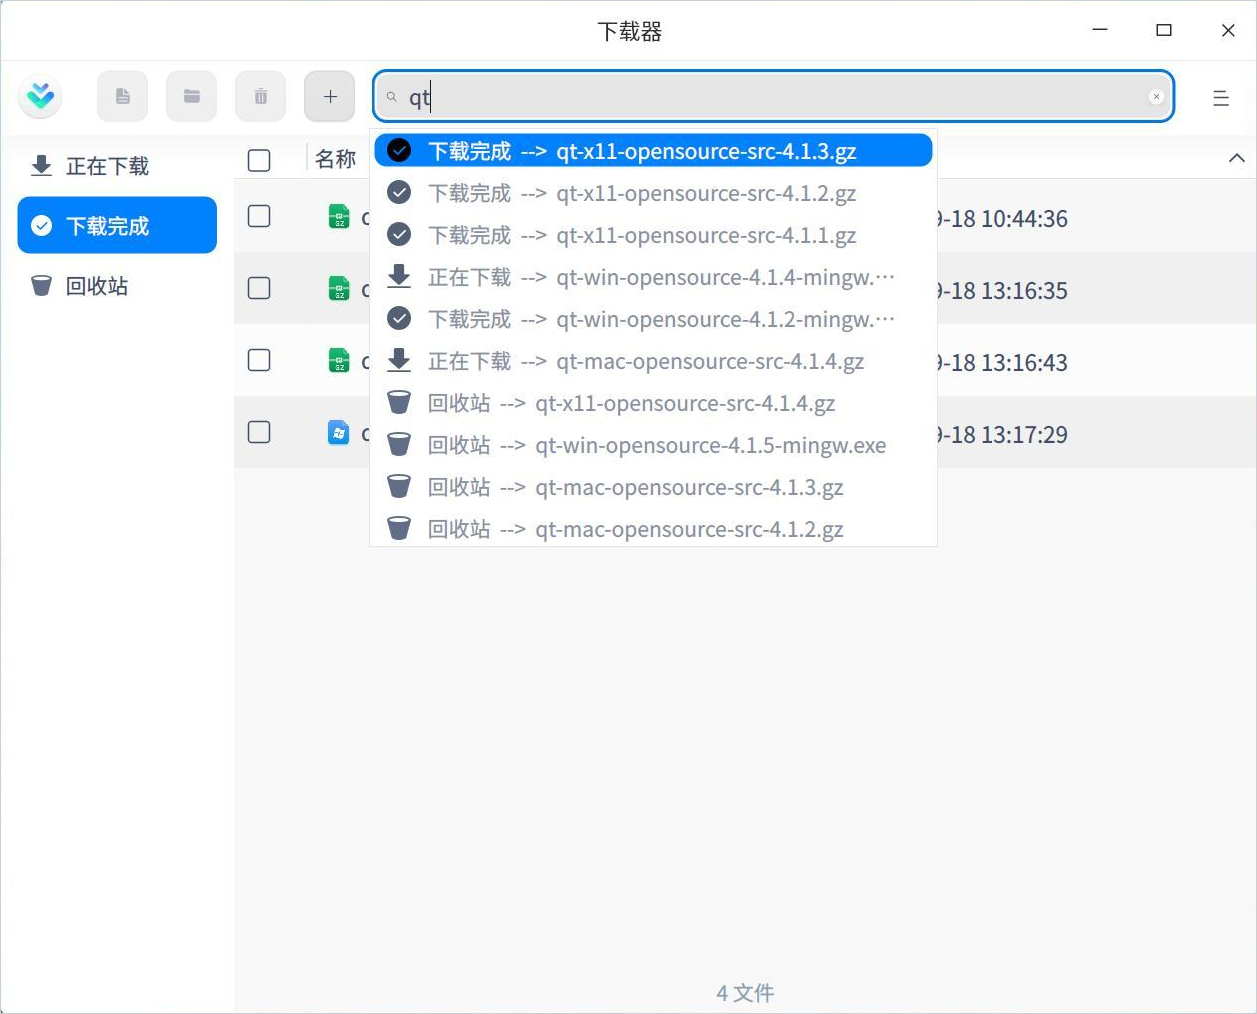 下载器
qt
正在下载
下载完成
回收站
名称
下载完成 --> qt-x11-opensource-src-4.1.3.gz
下载完成 --> qt-x11-opensource-src-4.1.2.gz
下载完成 --> qt-x11-opensource-src-4.1.1.gz
正在下载 --> qt-win-opensource-4.1.4-mingw.···
下载完成 --> qt-win-opensource-4.1.2-mingw.···
正在下载 --> qt-mac-opensource-src-4.1.4.gz
回收站 --> qt-x11-opensource-src-4.1.4.gz
回收站 --> qt-win-opensource-4.1.5-mingw.exe
回收站 --> qt-mac-opensource-src-4.1.3.gz
回收站 --> qt-mac-opensource-src-4.1.2.gz
-18 10:44:36
-18 13:16:35
-18 13:16:43
-18 13:17:29
4 文件